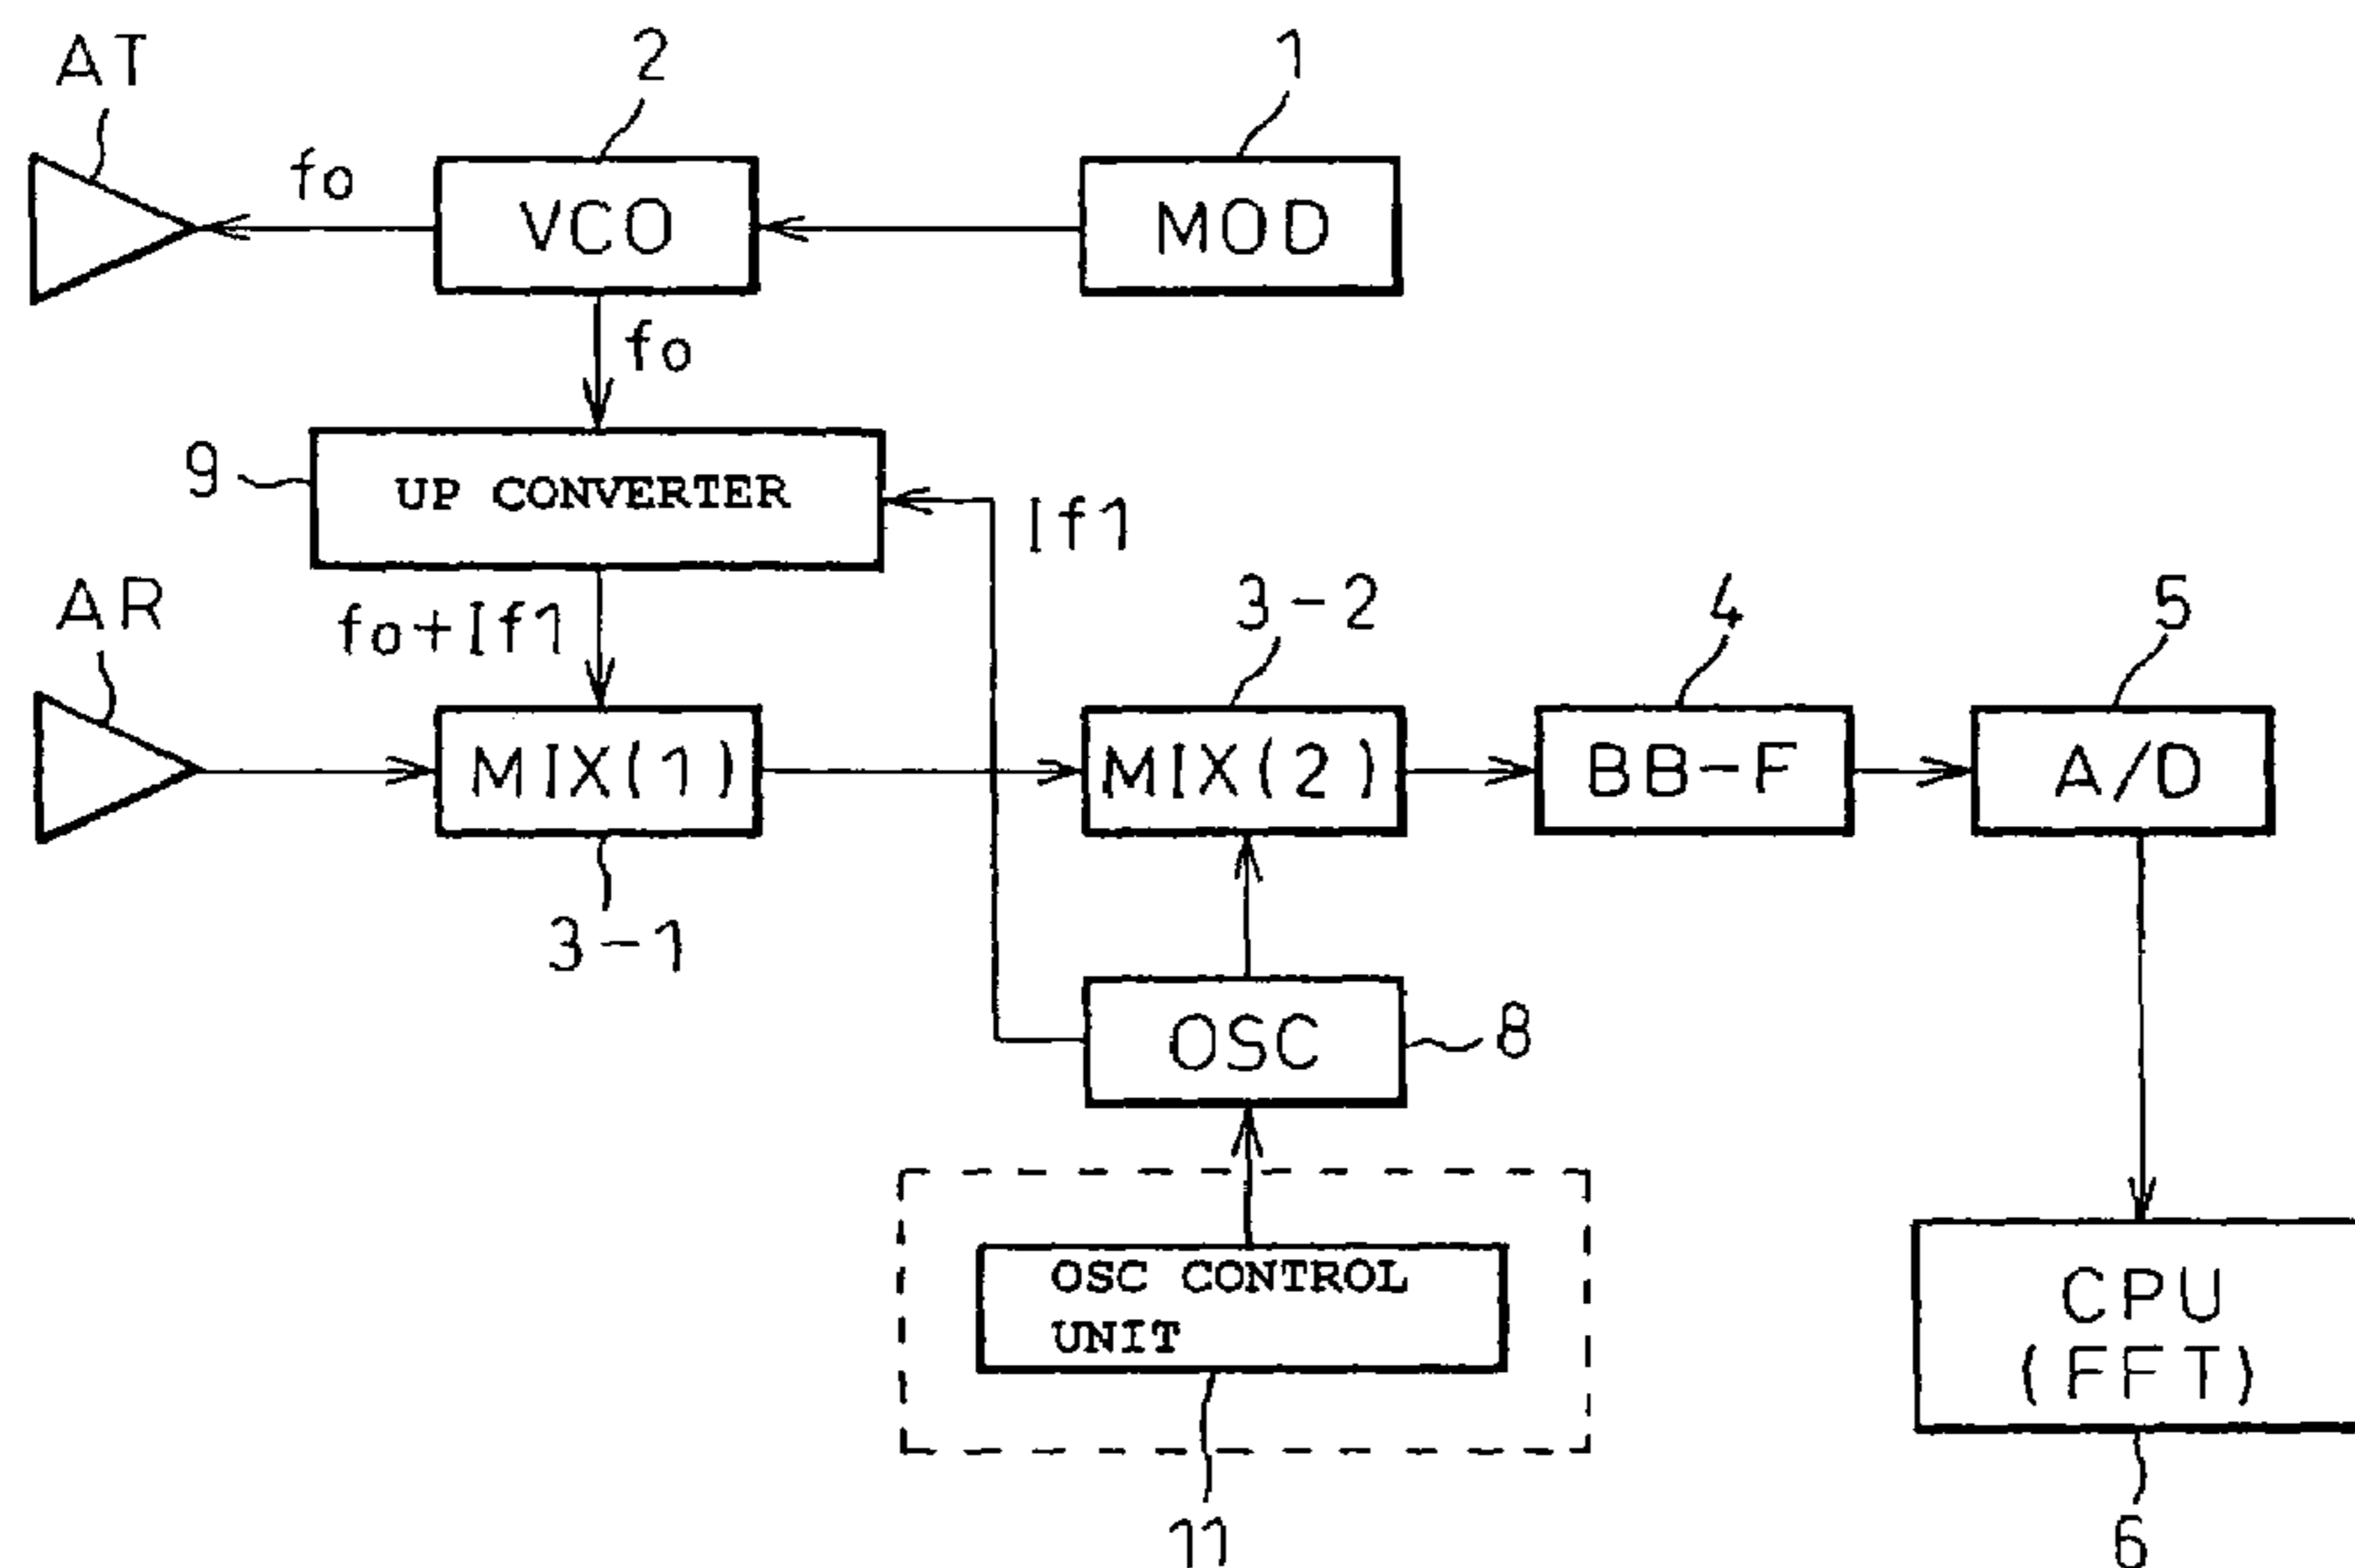 AT
2
1
fo
VCO
MOD
fo
9
UP CONVERTER
If1
AR
fo+If1
3-2
4
5
MIX(1)
MIX(2)
BB-F
A/D
3-1
OSC
8
OSC CONTROL
UNIT
CPU
(FFT)
11
6